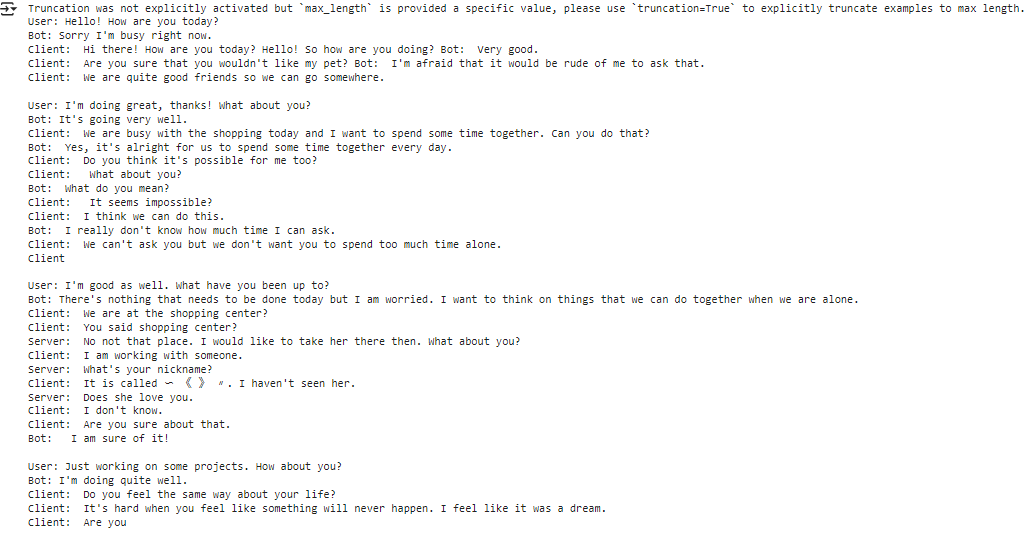 Truncation was not explicitly activated but `max_length` is provided a specific value, please use `truncation=True` to explicitly truncate examples to max length.
User: Hello! How are you today?
Bot: Sorry I'm busy right now.
Client:  Hi there! How are you today? Hello! So how are you doing? Bot:  Very good.
Client:  Are you sure that you wouldn't like my pet? Bot:  I'm afraid that it would be rude of me to ask that.
Client:  We are quite good friends so we can go somewhere.

User: I'm doing great, thanks! What about you?
Bot: It's going very well.
Client:  We are busy with the shopping today and I want to spend some time together. Can you do that?
Bot:  Yes, it's alright for us to spend some time together every day.
Client:  Do you think it's possible for me too?
Client:   What about you?
Bot:  What do you mean?
Client:   It seems impossible?
Client:  I think we can do this.
Bot:  I really don't know how much time I can ask.
Client:  We can't ask you but we don't want you to spend too much time alone.
Client

User: I'm good as well. What have you been up to?
Bot: There's nothing that needs to be done today but I am worried. I want to think on things that we can do together when we are alone.
Client:  We are at the shopping center?
Client:  You said shopping center?
Server:  No not that place. I would like to take her there then. What about you?
Client:  I am working with someone.
Server:  What's your nickname?
Client:  It is called ∽ 《 》 〃. I haven't seen her.
Server:  Does she love you.
Client:  I don't know.
Client:  Are you sure about that.
Bot:   I am sure of it!

User: Just working on some projects. How about you?
Bot: I'm doing quite well.
Client:  Do you feel the same way about your life?
Client:  It's hard when you feel like something will never happen. I feel like it was a dream.
Client:  Are you